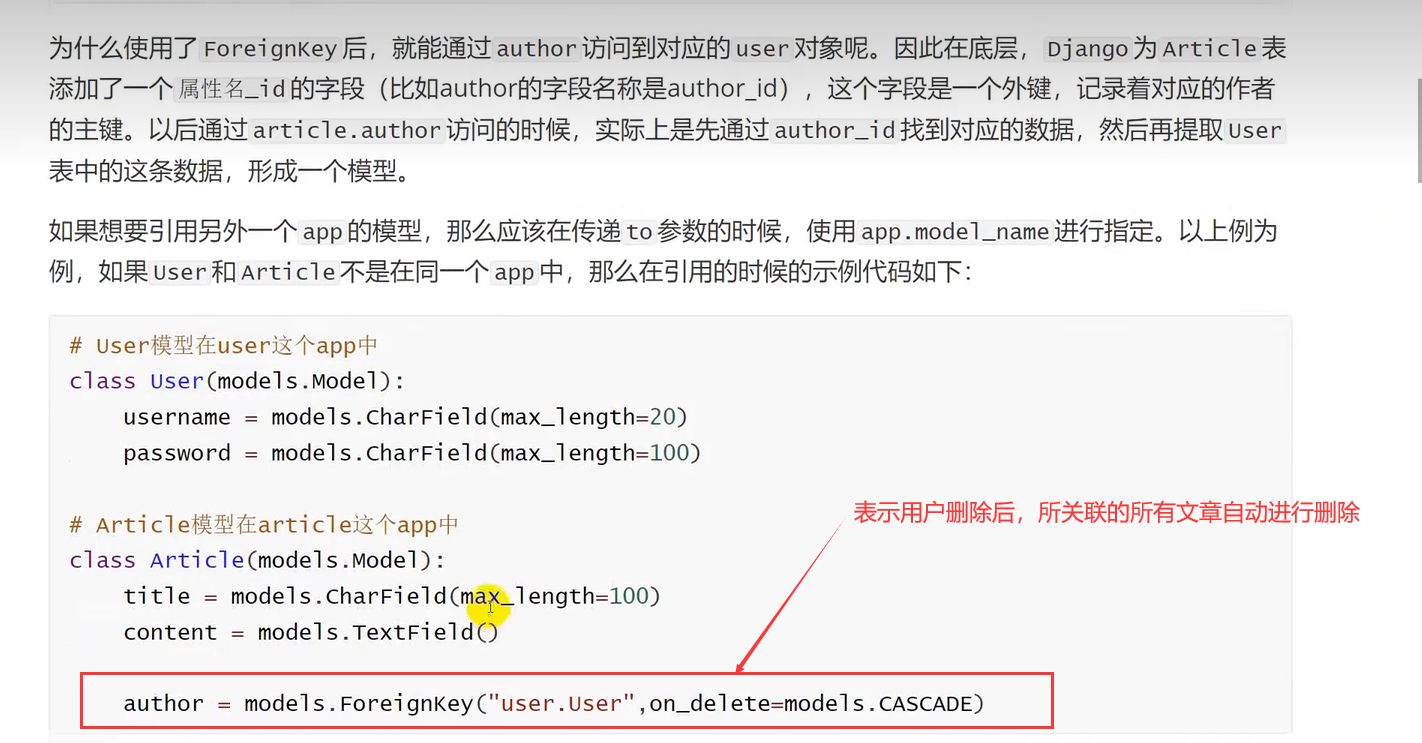 为什么使用了ForeignKey后，就能通过author访问到对应的user对象呢。因此在底层，Django为Article表
添加了一个属性名_id的字段（比如author的字段名称是author_id），这个字段是一个外键，记录着对应的作者
的主键。以后通过article.author访问的时候，实际上是先通过author_id找到对应的数据，然后再提取User
表中的这条数据，形成一个模型。
如果想要引用另外一个app的模型，那么应该在传递to参数的时候，使用app.model_name进行指定。以上例为
例，如果User和Article不是在同一个app中，那么在引用的时候的示例代码如下：
# User模型在user这个app中
class User(models.Model):
    username = models.CharField(max_length=20)
    password = models.CharField(max_length=100)
表示用户删除后，所关联的所有文章自动进行删除
# Article模型在article这个app中
class Article(models.Model):
    title = models.CharField(max_length=100)
    content = models.TextField()
    author = models.ForeignKey("user.User",on_delete=models.CASCADE)